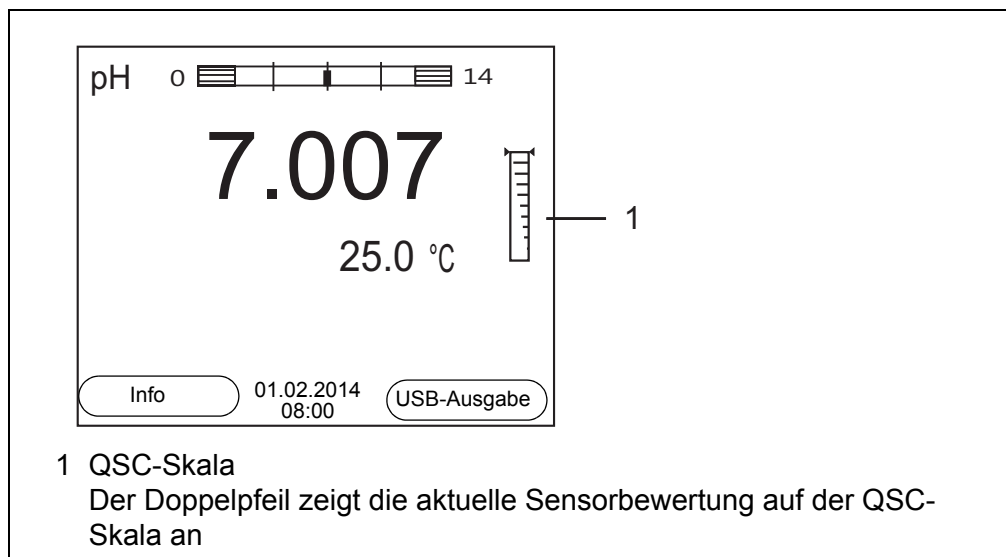 pH 0 14
7.007
1
25.0 °C
Info 01.02.2014 USB-Ausgabe
08:00
1 QSC-Skala
Der Doppelpfeil zeigt die aktuelle Sensorbewertung auf der QSC-
Skala an